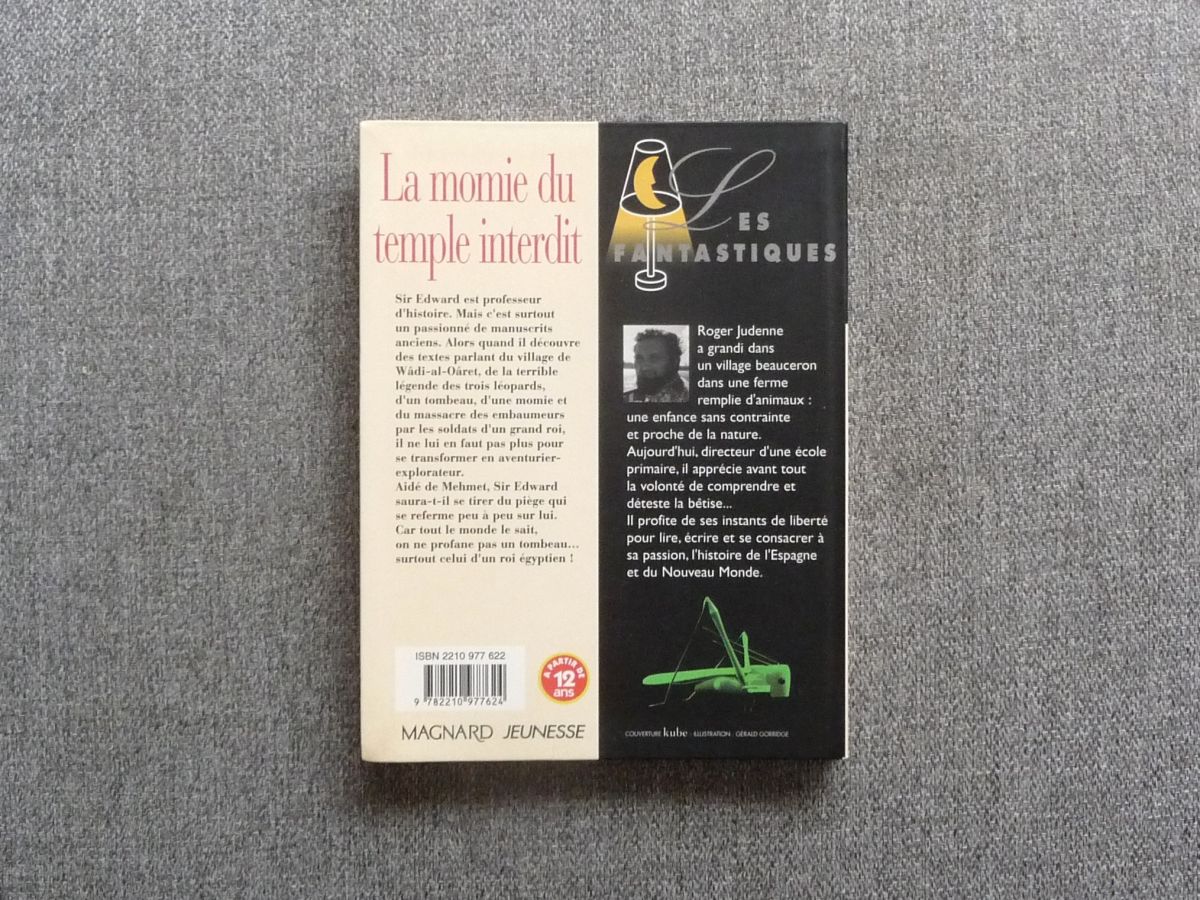 La momie du
temple interdit
Sir Edward est professeur
d'histoire. Mais c'est surtout
un passionné de manuscrits
anciens. Alors quand il découvre
des textes parlant du village de
Wâdi-al-Oâret, de la terrible
légende des trois léopards,
d'un tombeau, d'une momie et
du massacre des embaumeurs
par les soldats d'un grand roi,
il ne lui en faut pas plus pour
se transformer en aventurier-
explorateur.
Aidé de Mehmet, Sir Edward
saura-t-il se tirer du piège qui
se referme peu à peu sur lui.
Car tout le monde le sait,
on ne profane pas un tombeau...
surtout celui d'un roi égyptien !
ISBN 2210 977 622
9 782210 977624
A PARTIR DE
12
ans
MAGNARD JEUNESSE
LES
FANTASTIQUES
Roger Judenne
a grandi dans
un village beauceron
dans une ferme
remplie d'animaux :
une enfance sans contrainte
et proche de la nature.
Aujourd'hui, directeur d'une école
primaire, il apprécie avant tout
la volonté de comprendre et
déteste la bêtise...
Il profite de ses instants de liberté
pour lire, écrire et se consacrer à
sa passion, l'histoire de l'Espagne
et du Nouveau Monde.
COUVERTURE kube · ILLUSTRATION : GÉRALD GORRIDGE